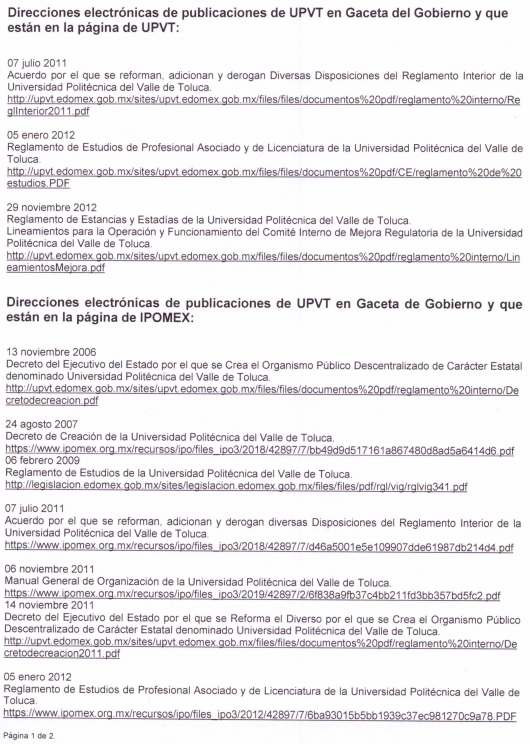 Direcciones electrónicas de publicaciones de UPVT en Gaceta del Gobierno y que
están en la página de UPVT:
07 julio 2011
Acuerdo por el que se reforman, adicionan y derogan Diversas Disposiciones del Reglamento Interior de la
Universidad Politécnica del Valle de Toluca.
http://upvt.edomex.gob.mx/sites/upvt.edomex.gob.mx/files/files/documentos%20pdf/reglamento%20interno/Re
glInterior2011.pdf
05 enero 2012
Reglamento de Estudios de Profesional Asociado y de Licenciatura de la Universidad Politécnica del Valle de
Toluca.
http://upvt.edomex.gob.mx/sites/upvt.edomex.gob.mx/files/files/documentos%20pdf/CE/reglamento%20de%20
estudios.PDF
29 noviembre 2012
Reglamento de Estancias y Estadías de la Universidad Politécnica del Valle de Toluca.
Lineamientos para la Operación y Funcionamiento del Comité Interno de Mejora Regulatoria de la Universidad
Politécnica del Valle de Toluca.
http://upvt.edomex.gob.mx/sites/upvt.edomex.gob.mx/files/files/documentos%20pdf/reglamento%20interno/Lin
eamientosMejora.pdf
Direcciones electrónicas de publicaciones de UPVT en Gaceta de Gobierno y que
están en la página de IPOMEX:
13 noviembre 2006
Decreto del Ejecutivo del Estado por el que se Crea el Organismo Público Descentralizado de Carácter Estatal
denominado Universidad Politécnica del Valle de Toluca.
http://upvt.edomex.gob.mx/sites/upvt.edomex.gob.mx/files/files/documentos%20pdf/reglamento%20interno/De
cretodecreacion.pdf
24 agosto 2007
Decreto de Creación de la Universidad Politécnica del Valle de Toluca.
https://www.ipomex.org.mx/recursos/ipo/files_ipo3/2018/42897/7/bb49d9d517161a867480d8ad5a6414d6.pdf
06 febrero 2009
Reglamento de Estudios de la Universidad Politécnica del Valle de Toluca.
http://legislacion.edomex.gob.mx/sites/legislacion.edomex.gob.mx/files/files/pdf/rgl/vig/rglvig341.pdf
07 julio 2011
Acuerdo por el que se reforman, adicionan y derogan diversas Disposiciones del Reglamento Interior de la
Universidad Politécnica del Valle de Toluca.
https://www.ipomex.org.mx/recursos/ipo/files_ipo3/2018/42897/7/d46a5001e5e109907dde61987db214d4.pdf
06 noviembre 2011
Manual General de Organización de la Universidad Politécnica del Valle de Toluca.
https://www.ipomex.org.mx/recursos/ipo/files_ipo3/2019/42897/2/6f838a9fb37c4bb211fd3bb357bd5fc2.pdf
14 noviembre 2011
Decreto del Ejecutivo del Estado por el que se Reforma el Diverso por el que se Crea el Organismo Público
Descentralizado de Carácter Estatal denominado Universidad Politécnica del Valle de Toluca.
http://upvt.edomex.gob.mx/sites/upvt.edomex.gob.mx/files/files/documentos%20pdf/reglamento%20interno/De
cretodecreacion2011.pdf
05 enero 2012
Reglamento de Estudios de Profesional Asociado y de Licenciatura de la Universidad Politécnica del Valle de
Toluca.
https://www.ipomex.org.mx/recursos/ipo/files_ipo3/2012/42897/7/6ba93015b5bb1939c37ec981270c9a78.PDF
Página 1 de 2.